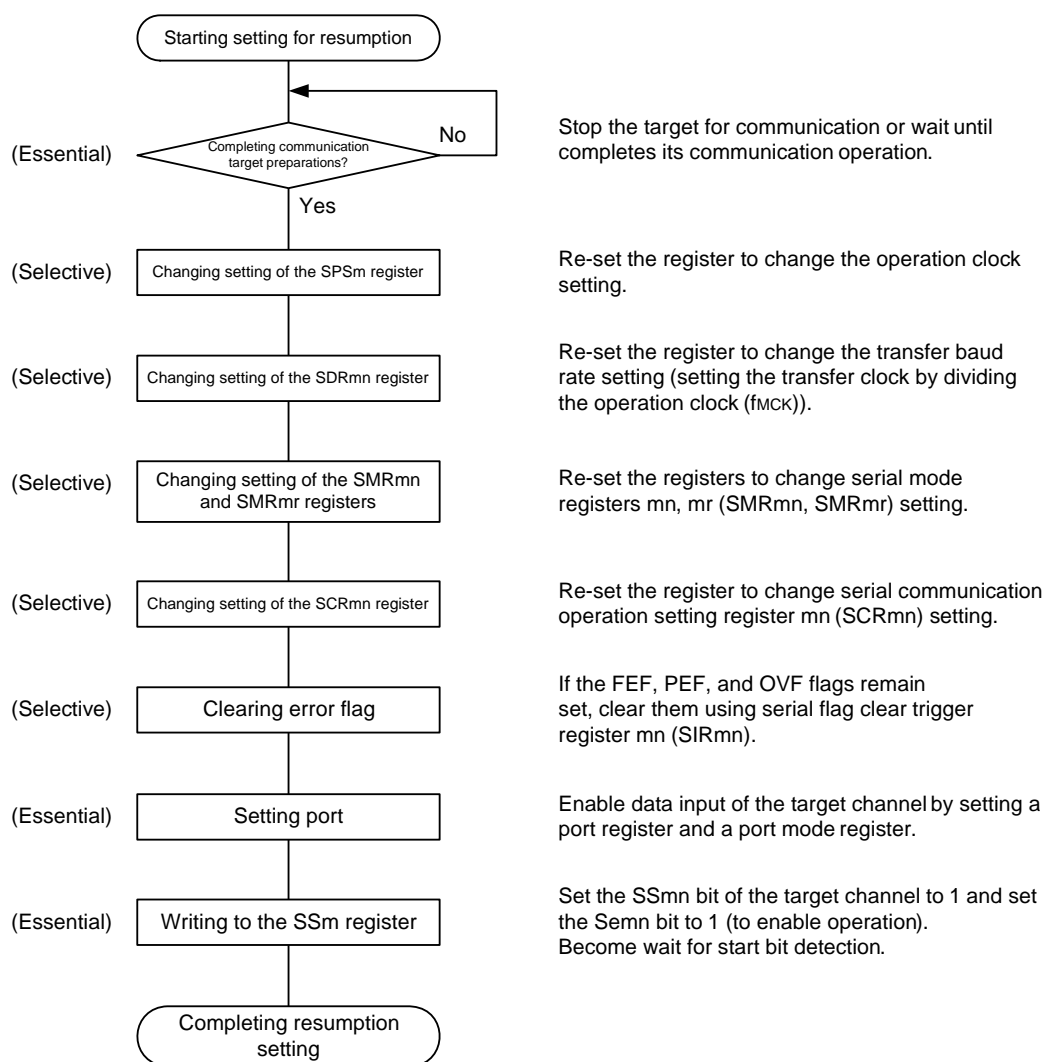 Starting setting for resumption
(Essential)
Completing communication
target preparations?
No
Stop the target for communication or wait until
completes its communication operation.
Yes
(Selective)
Changing setting of the SPSm register
Re-set the register to change the operation clock
setting.
(Selective)
Changing setting of the SDRmn register
Re-set the register to change the transfer baud
rate setting (setting the transfer clock by dividing
the operation clock (fMCK)).
(Selective)
Changing setting of the SMRmn
and SMRmr registers
Re-set the registers to change serial mode
registers mn, mr (SMRmn, SMRmr) setting.
(Selective)
Changing setting of the SCRmn register
Re-set the register to change serial communication
operation setting register mn (SCRmn) setting.
(Selective)
Clearing error flag
If the FEF, PEF, and OVF flags remain
set, clear them using serial flag clear trigger
register mn (SIRmn).
(Essential)
Setting port
Enable data input of the target channel by setting a
port register and a port mode register.
(Essential)
Writing to the SSm register
Set the SSmn bit of the target channel to 1 and set
the Semn bit to 1 (to enable operation).
Become wait for start bit detection.
Completing resumption
setting